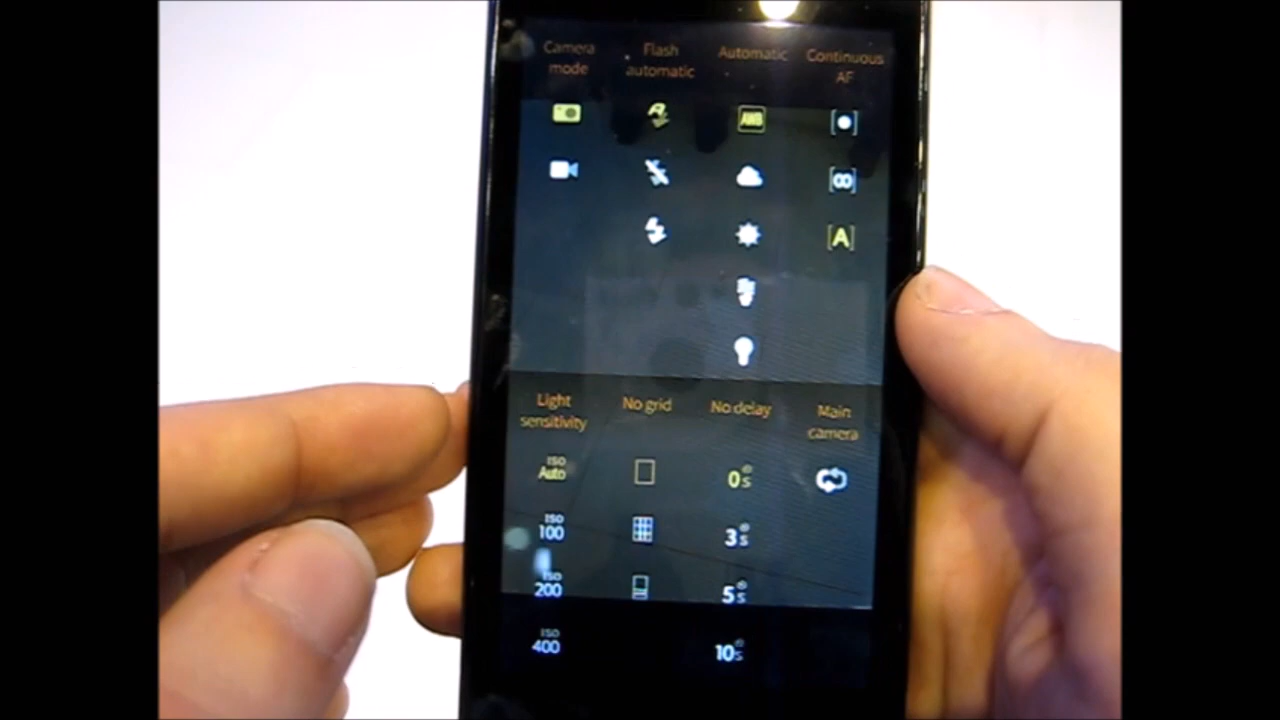 Camera mode
Flash automatic
Automatic
Continuous AF
AWB
A
Light sensitivity
No grid
No delay
Main camera
ISO Auto
0s
ISO 100
3s
ISO 200
5s
ISO 400
10s